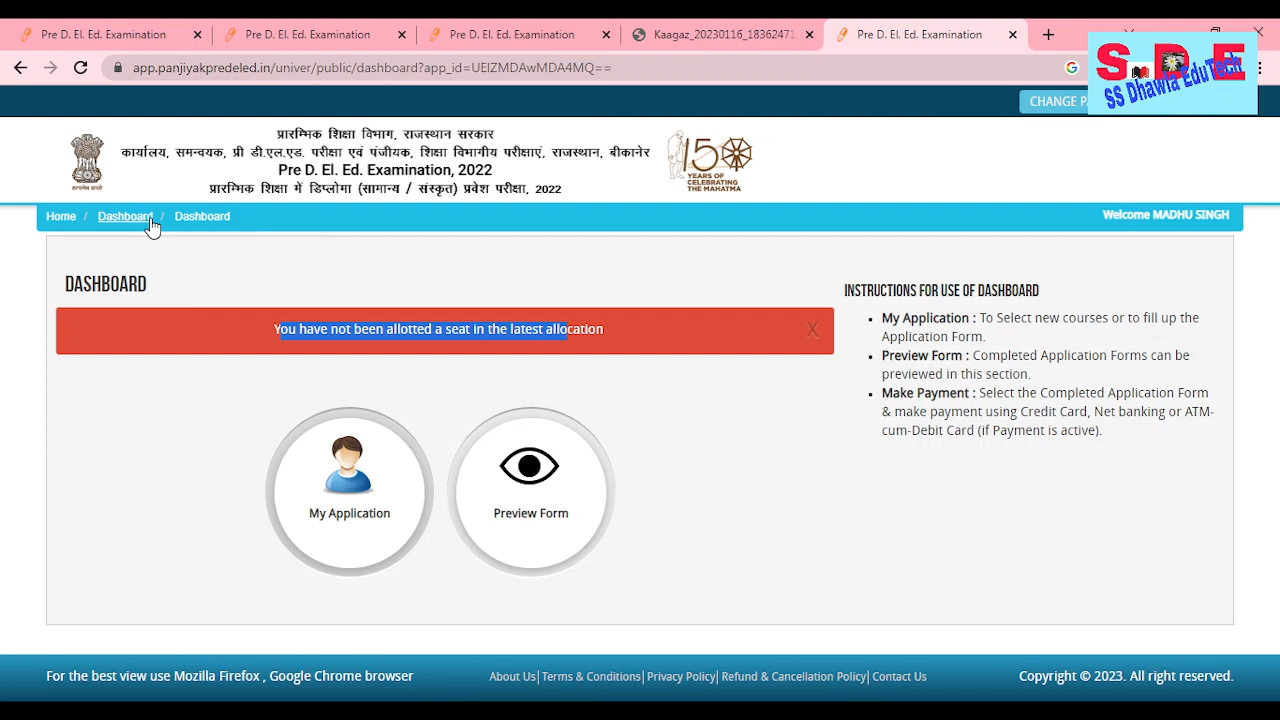 Pre D. El. Ed. Examination
Pre D. El. Ed. Examination
Pre D. El. Ed. Examination
Kaagaz_20230116_18362471
Pre D. El. Ed. Examination
app.panjiyakpredeled.in/univer/public/dashboard?app_id=UElZMDAwMDA4MQ==
SDE
SS Dhawla EduTech
CHANGE PA
प्रारम्भिक शिक्षा विभाग, राजस्थान सरकार
कार्यालय, समन्वयक, प्री डी.एल.एड. परीक्षा एवं पंजीयक, शिक्षा विभागीय परीक्षाएं, राजस्थान, बीकानेर
Pre D. El. Ed. Examination, 2022
प्रारम्भिक शिक्षा में डिप्लोमा (सामान्य / संस्कृत) प्रवेश परीक्षा, 2022
सत्यमेव जयते
150
YEARS OF
CELEBRATING
THE MAHATMA
Home / Dashboard / Dashboard
Welcome MADHU SINGH
DASHBOARD
You have not been allotted a seat in the latest allocation
X
My Application
Preview Form
INSTRUCTIONS FOR USE OF DASHBOARD
My Application : To Select new courses or to fill up the
Application Form.
Preview Form : Completed Application Forms can be
previewed in this section.
Make Payment : Select the Completed Application Form
& make payment using Credit Card, Net banking or ATM-
cum-Debit Card (if Payment is active).
For the best view use Mozilla Firefox , Google Chrome browser
About Us| Terms & Conditions| Privacy Policy| Refund & Cancellation Policy| Contact Us
Copyright © 2023. All right reserved.